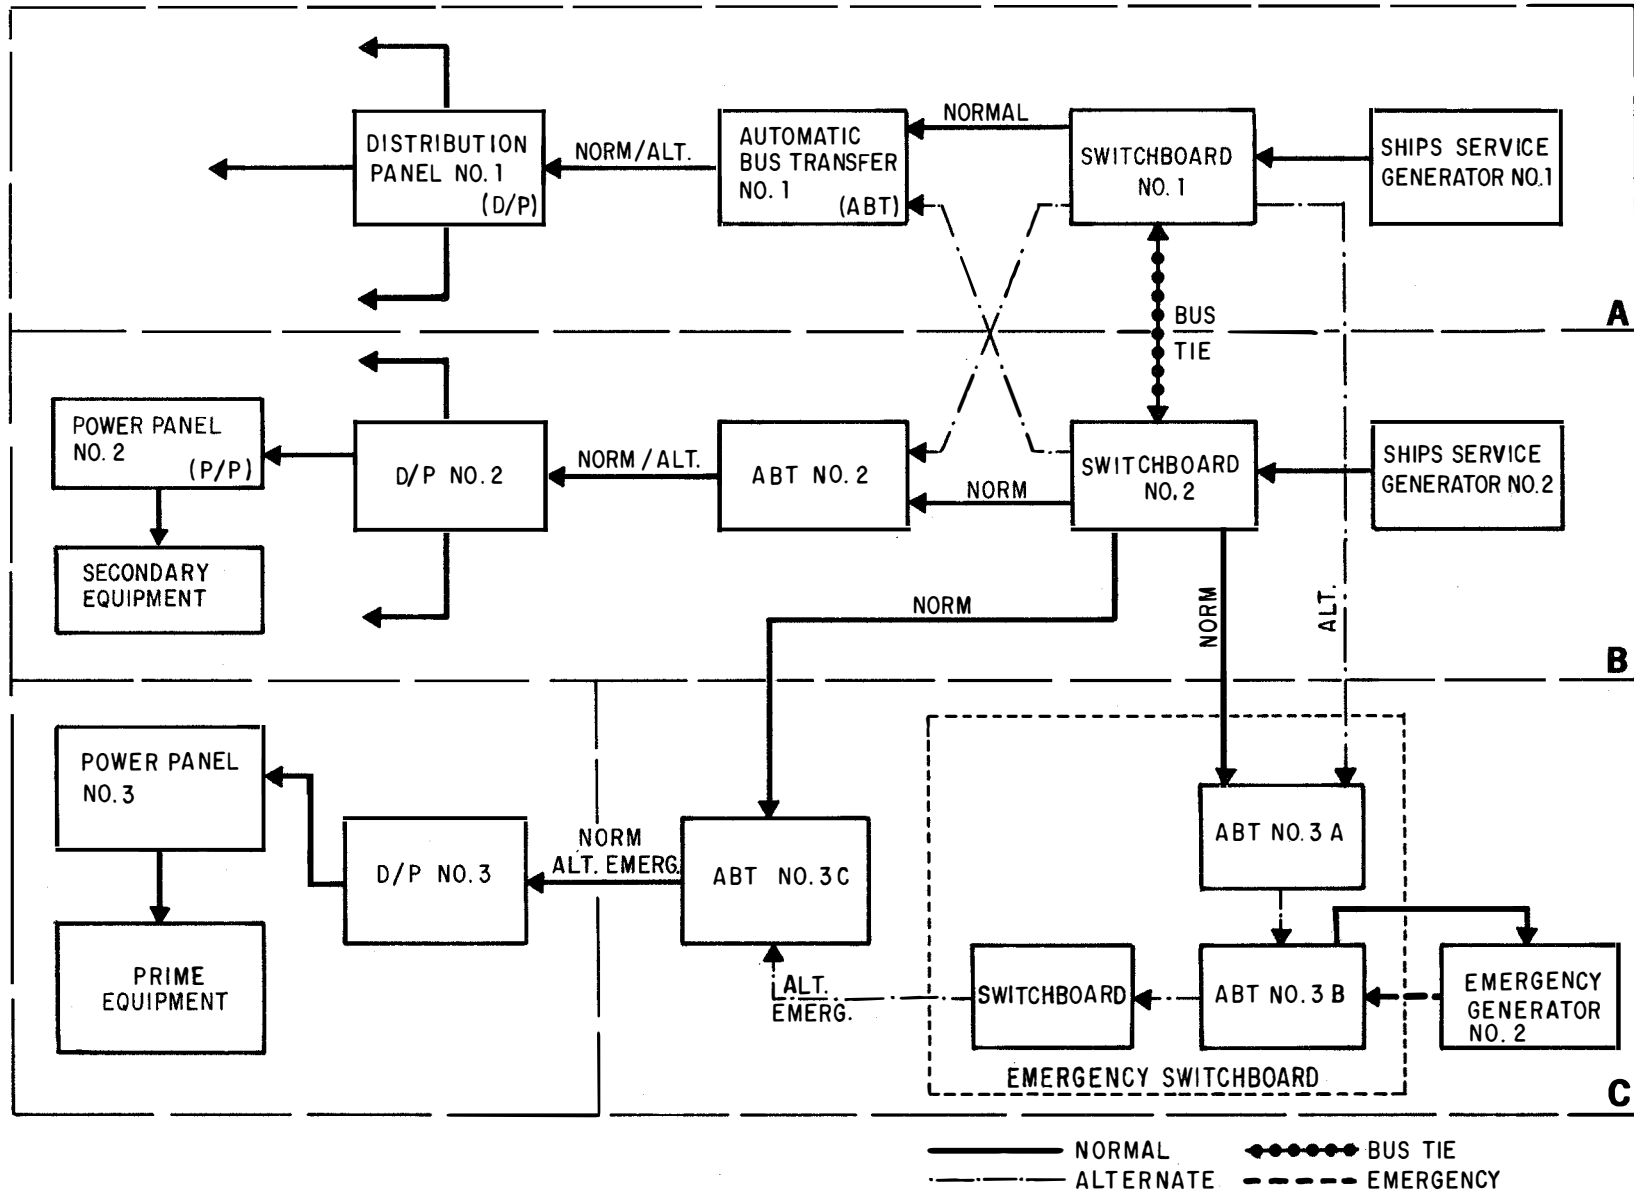 DISTRIBUTION
PANEL NO. 1
(D/P)
NORM/ALT.
AUTOMATIC
BUS TRANSFER
NO. 1
(ABT)
NORMAL
SWITCHBOARD
NO. 1
SHIPS SERVICE
GENERATOR NO. 1
BUS
TIE
A
POWER PANEL
NO. 2
(P/P)
D/P NO. 2
NORM/ALT.
ABT NO. 2
NORM
SWITCHBOARD
NO. 2
SHIPS SERVICE
GENERATOR NO. 2
SECONDARY
EQUIPMENT
NORM
NORM
ALT.
B
POWER PANEL
NO. 3
D/P NO. 3
NORM
ALT. EMERG.
ABT NO. 3C
ABT NO. 3 A
PRIME
EQUIPMENT
ALT.
EMERG.
SWITCHBOARD
ABT NO. 3 B
EMERGENCY
GENERATOR
NO. 2
EMERGENCY SWITCHBOARD
C
NORMAL
BUS TIE
ALTERNATE
EMERGENCY